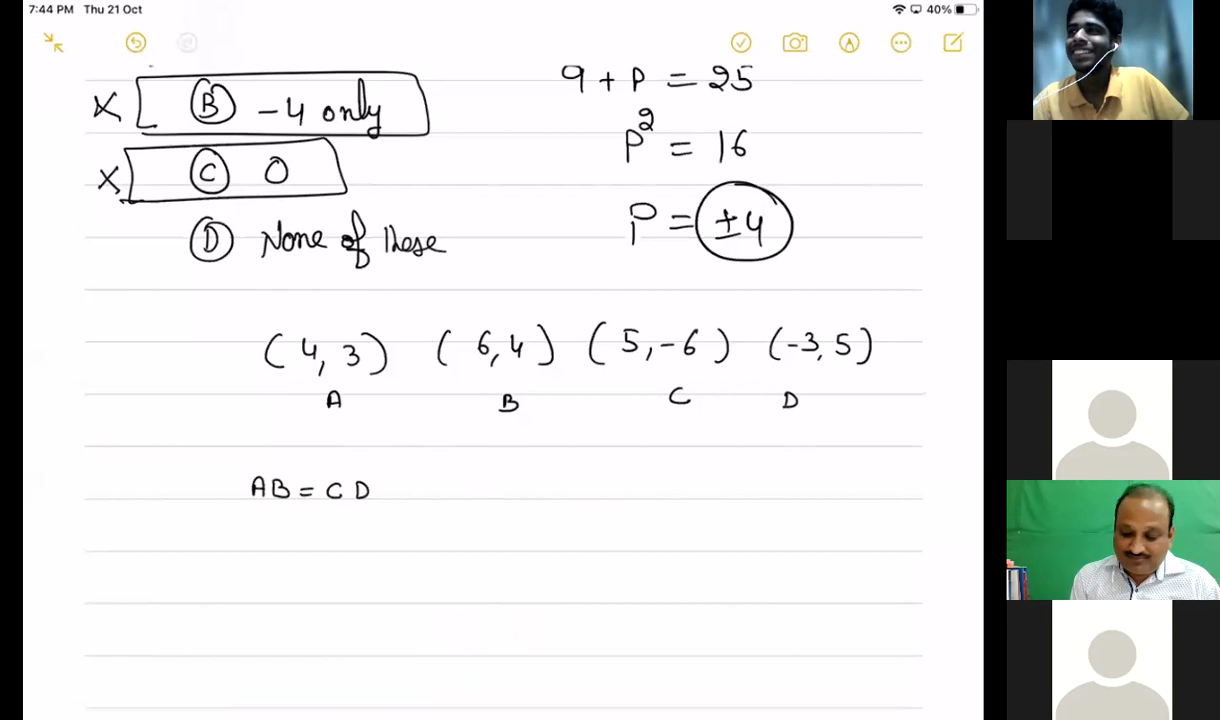 7:44 PM Thu 21 Oct
40%
× B -4 only
× C 0
D None of these
9 + P = 25
P² = 16
P = ±4
(4, 3) (6, 4) (5, -6) (-3, 5)
A B C D
AB = CD